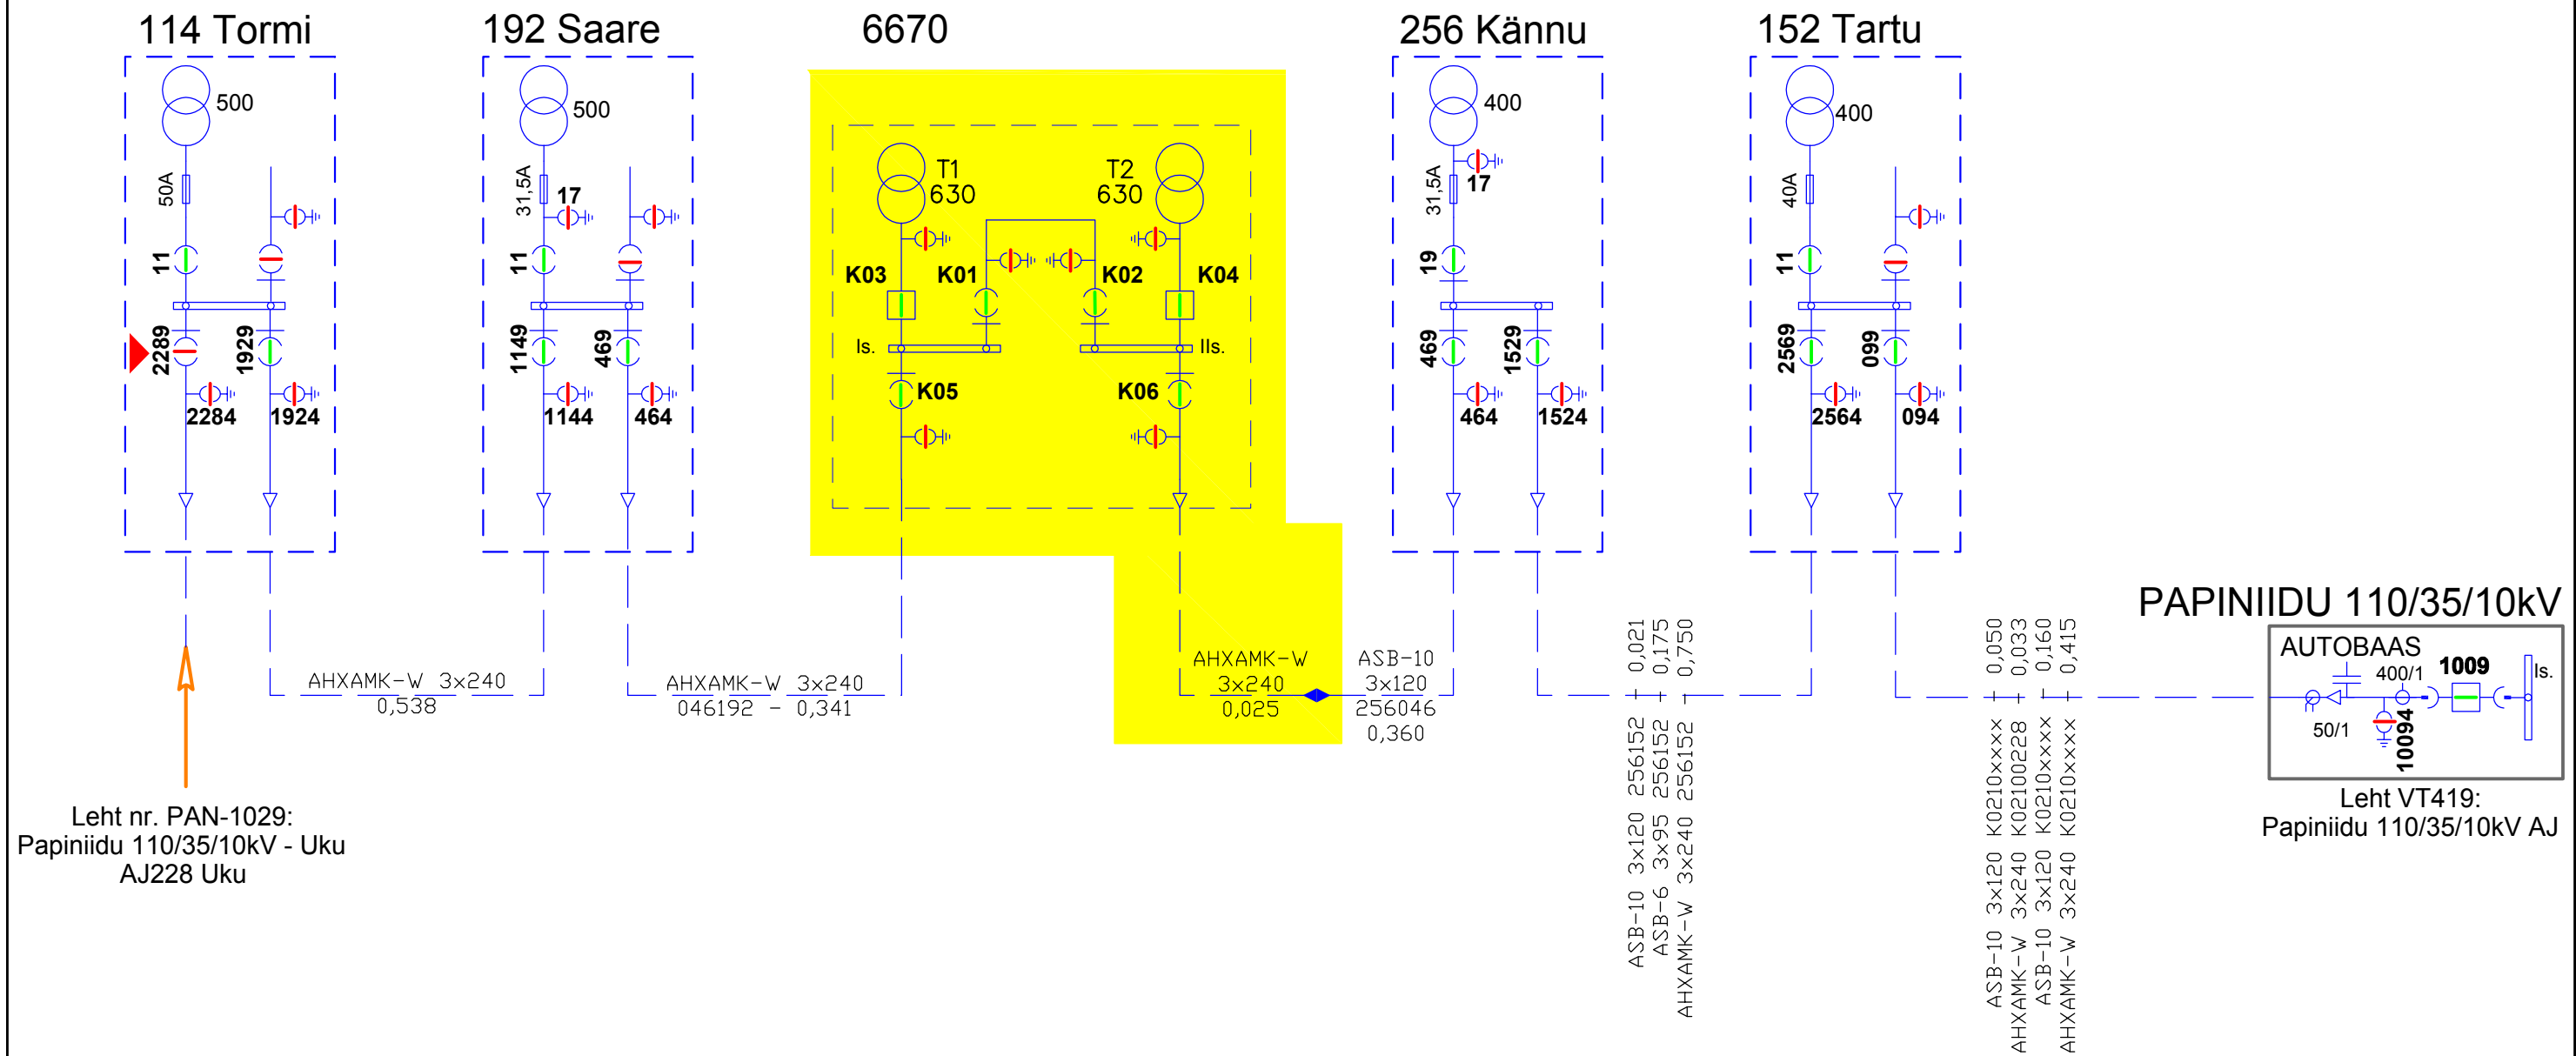 114 Tormi
500
50A
11
2289
1929
2284
1924
192 Saare
500
31,5A
17
11
1149
469
1144
464
6670
T1
630
T2
630
K03
K01
K02
K04
Is.
IIs.
K05
K06
256 Kännu
400
31,5A
17
19
469
1529
464
1524
152 Tartu
400
40A
11
2569
099
2564
094
AHXAMK-W 3x240
0,538
AHXAMK-W 3x240
046192 - 0,341
AHXAMK-W
3x240
0,025
ASB-10
3x120
256046
0,360
ASB-10 3x120 256152 0,021
ASB-6 3x95 256152 0,175
AHXAMK-W 3x240 256152 0,750
ASB-10 3x120 K0210xxxx 0,050
AHXAMK-W 3x240 K02100228 0,033
ASB-10 3x120 K0210xxxx 0,160
AHXAMK-W 3x240 K0210xxxx 0,415
PAPINIIDU 110/35/10kV
AUTOBAAS
400/1
1009
Is.
50/1
10094
Leht VT419:
Papiniidu 110/35/10kV AJ
Leht nr. PAN-1029:
Papiniidu 110/35/10kV - Uku
AJ228 Uku